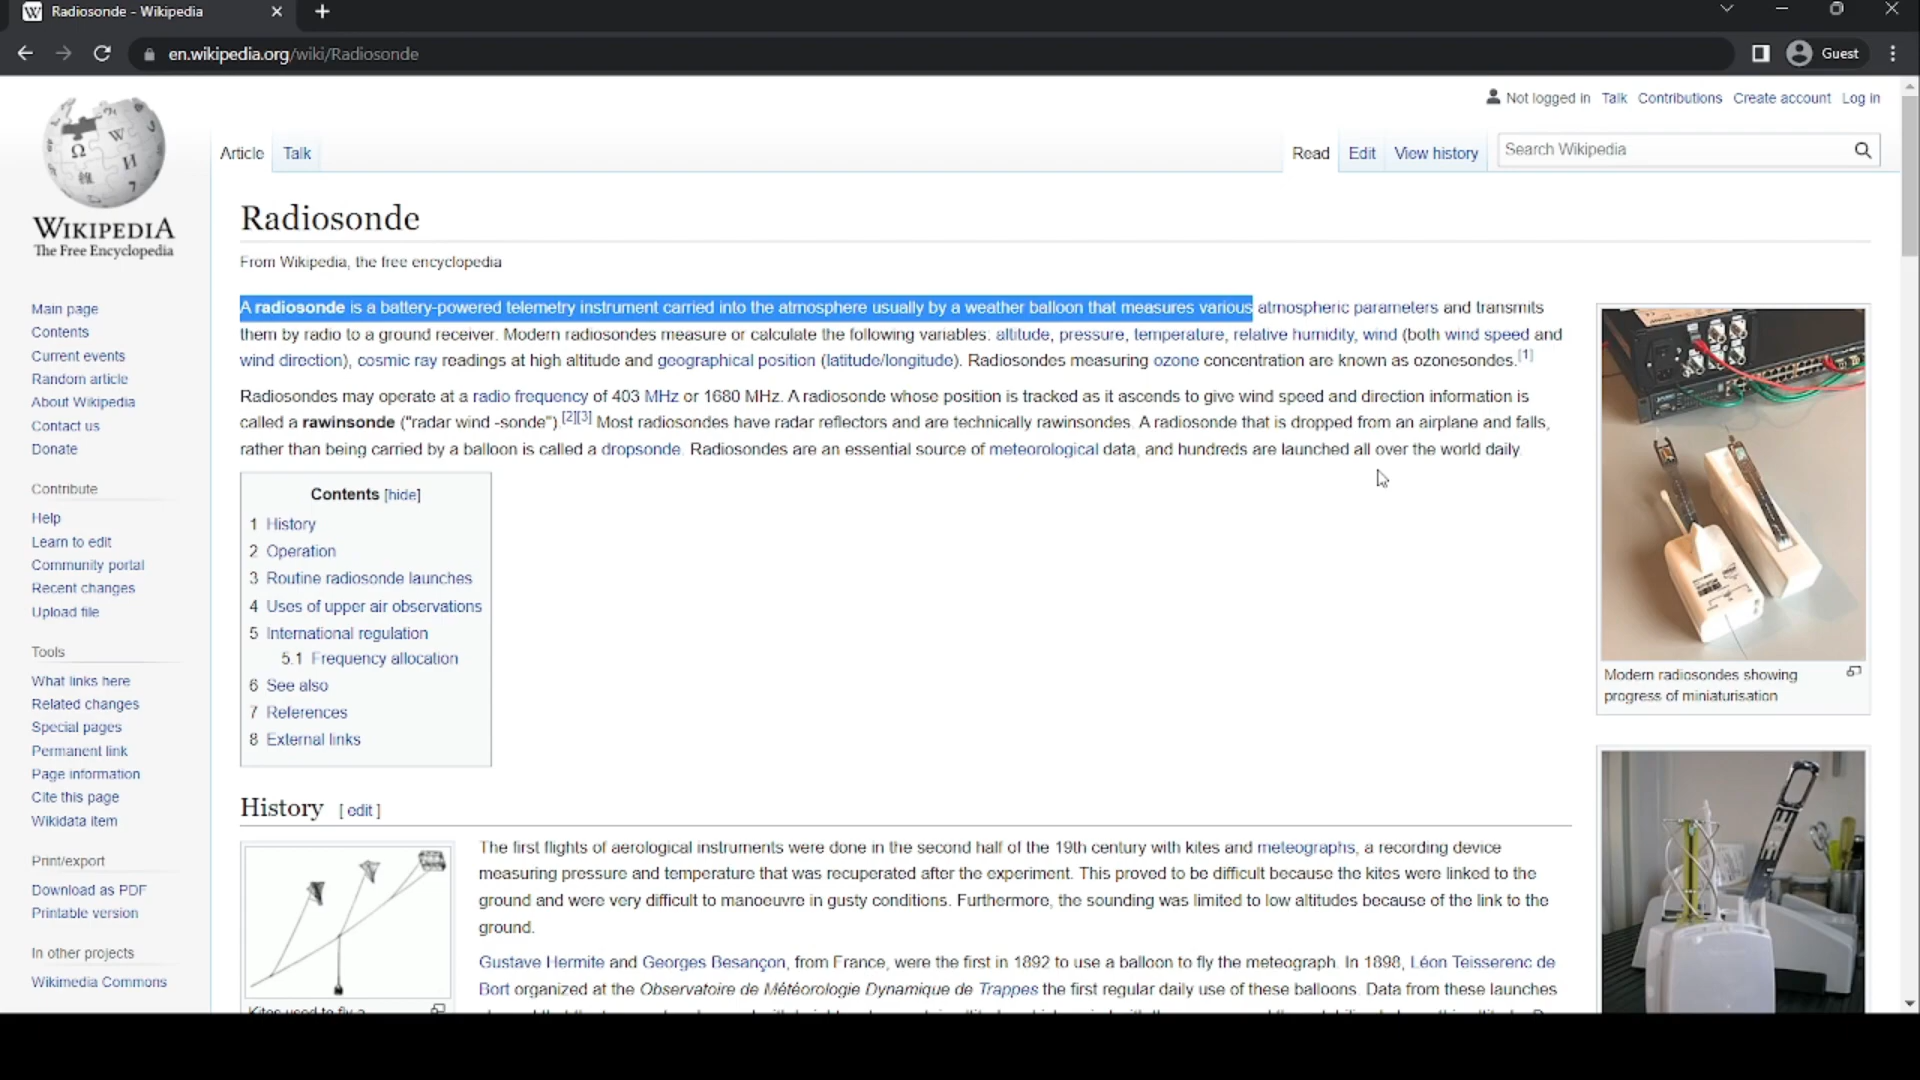 Radiosonde - Wikipedia
en.wikipedia.org/wiki/Radiosonde
Guest
Not logged in Talk Contributions Create account Log in
Article Talk
Read Edit View history
Search Wikipedia
WIKIPEDIA
The Free Encyclopedia
Main page
Contents
Current events
Random article
About Wikipedia
Contact us
Donate
Contribute
Help
Learn to edit
Community portal
Recent changes
Upload file
Tools
What links here
Related changes
Special pages
Permanent link
Page information
Cite this page
Wikidata item
Print/export
Download as PDF
Printable version
In other projects
Wikimedia Commons
Radiosonde
From Wikipedia, the free encyclopedia
A radiosonde is a battery-powered telemetry instrument carried into the atmosphere usually by a weather balloon that measures various atmospheric parameters and transmits
them by radio to a ground receiver. Modern radiosondes measure or calculate the following variables: altitude, pressure, temperature, relative humidity, wind (both wind speed and
wind direction), cosmic ray readings at high altitude and geographical position (latitude/longitude). Radiosondes measuring ozone concentration are known as ozonesondes.[1]
Radiosondes may operate at a radio frequency of 403 MHz or 1680 MHz. A radiosonde whose position is tracked as it ascends to give wind speed and direction information is
called a rawinsonde ("radar wind -sonde").[2][3] Most radiosondes have radar reflectors and are technically rawinsondes. A radiosonde that is dropped from an airplane and falls,
rather than being carried by a balloon is called a dropsonde. Radiosondes are an essential source of meteorological data, and hundreds are launched all over the world daily.
Contents [hide]
1 History
2 Operation
3 Routine radiosonde launches
4 Uses of upper air observations
5 International regulation
5.1 Frequency allocation
6 See also
7 References
8 External links
Modern radiosondes showing
progress of miniaturisation
History [ edit ]
The first flights of aerological instruments were done in the second half of the 19th century with kites and meteographs, a recording device
measuring pressure and temperature that was recuperated after the experiment. This proved to be difficult because the kites were linked to the
ground and were very difficult to manoeuvre in gusty conditions. Furthermore, the sounding was limited to low altitudes because of the link to the
ground.
Gustave Hermite and Georges Besançon, from France, were the first in 1892 to use a balloon to fly the meteograph. In 1898, Léon Teisserenc de
Bort organized at the Observatoire de Météorologie Dynamique de Trappes the first regular daily use of these balloons. Data from these launches
Kites used to fly a